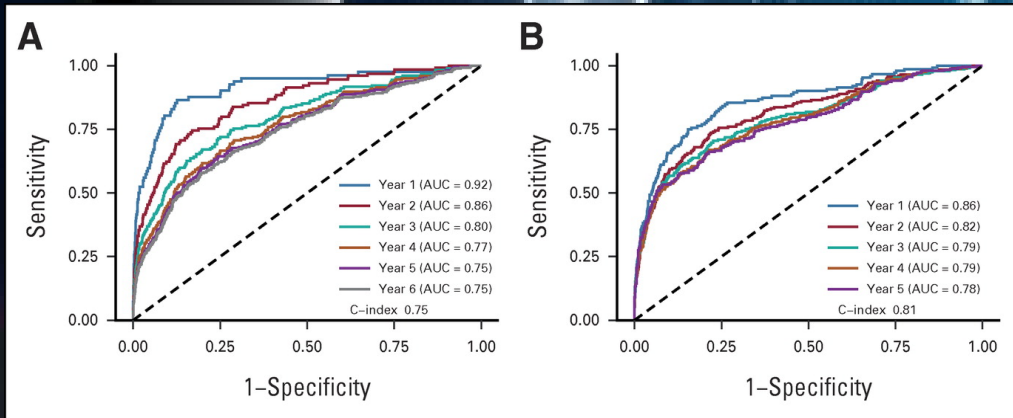 A
Sensitivity
1.00
0.75
0.50
0.25
0.00
Year 1 (AUC = 0.92)
Year 2 (AUC = 0.86)
Year 3 (AUC = 0.80)
Year 4 (AUC = 0.77)
Year 5 (AUC = 0.75)
Year 6 (AUC = 0.75)
C-index 0.75
0.00 0.25 0.50 0.75 1.00
1-Specificity
B
Sensitivity
1.00
0.75
0.50
0.25
0.00
Year 1 (AUC = 0.86)
Year 2 (AUC = 0.82)
Year 3 (AUC = 0.79)
Year 4 (AUC = 0.79)
Year 5 (AUC = 0.78)
C-index 0.81
0.00 0.25 0.50 0.75 1.00
1-Specificity